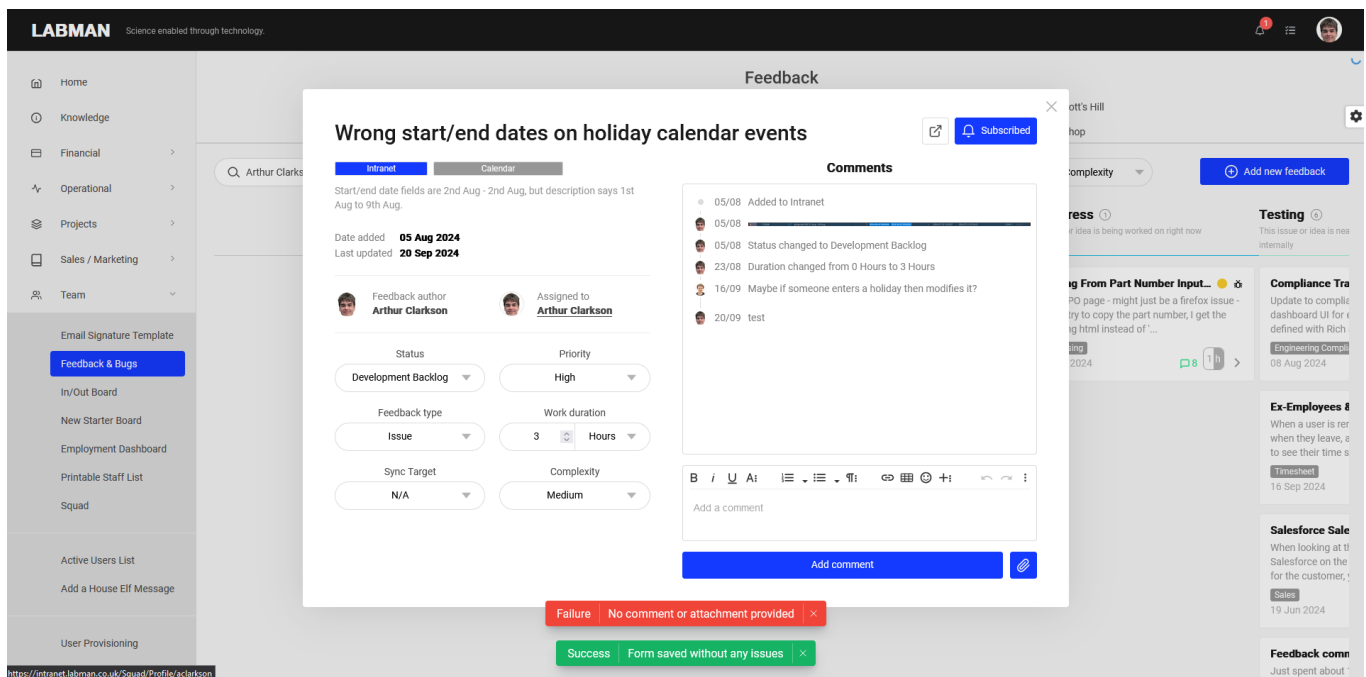 LABMAN
Science enabled through technology.
1
Home
Knowledge
Financial
Operational
Projects
Sales / Marketing
Team
Email Signature Template
Feedback & Bugs
In/Out Board
New Starter Board
Employment Dashboard
Printable Staff List
Squad
Active Users List
Add a House Elf Message
User Provisioning
https://intranet.labman.co.uk/Squad/Profile/aclarkson
Feedback
ott's Hill
hop
Arthur Clarks
omplexity
Add new feedback
Wrong start/end dates on holiday calendar events
Subscribed
Intranet
Calendar
Start/end date fields are 2nd Aug - 2nd Aug, but description says 1st
Aug to 9th Aug.
Date added 05 Aug 2024
Last updated 20 Sep 2024
Feedback author
Arthur Clarkson
Assigned to
Arthur Clarkson
Status
Priority
Development Backlog
High
Feedback type
Work duration
Issue
3 Hours
Sync Target
Complexity
N/A
Medium
Comments
05/08 Added to Intranet
05/08
05/08 Status changed to Development Backlog
23/08 Duration changed from 0 Hours to 3 Hours
16/09 Maybe if someone enters a holiday then modifies it?
20/09 test
Add a comment
Add comment
Failure No comment or attachment provided
Success Form saved without any issues
ress 1
r idea is being worked on right now
ng From Part Number Input...
PO page - might just be a firefox issue -
try to copy the part number, I get the
ng html instead of '...
sing
2024
8
1 h
Testing 6
This issue or idea is nea
internally
Compliance Tra
Update to complia
dashboard UI for e
defined with Rich
Engineering Compli
08 Aug 2024
Ex-Employees &
When a user is rer
when they leave, a
to see their time s
Timesheet
16 Sep 2024
Salesforce Sale
When looking at th
Salesforce on the
for the customer, y
Sales
19 Jun 2024
Feedback comn
Just spent about